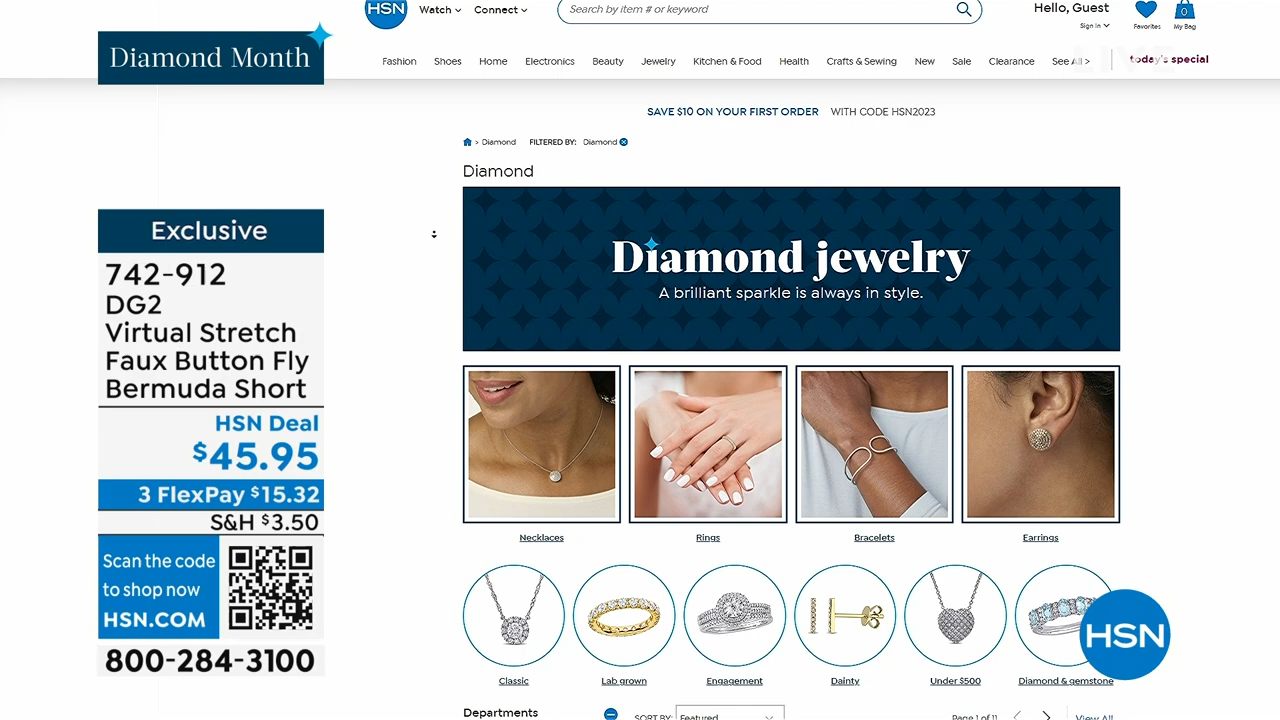 HSN
Watch
Connect
Search by item # or keyword
Hello, Guest
Sign In
Favorites
0
My Bag
Diamond Month
Fashion
Shoes
Home
Electronics
Beauty
Jewelry
Kitchen & Food
Health
Crafts & Sewing
New
Sale
Clearance
See All >
LIVE
today's special
SAVE $10 ON YOUR FIRST ORDER WITH CODE HSN2023
> Diamond FILTERED BY: Diamond
Diamond
Diamond jewelry
A brilliant sparkle is always in style.
Exclusive
742-912
DG2
Virtual Stretch
Faux Button Fly
Bermuda Short
HSN Deal
$45.95
3 FlexPay $15.32
S&H $3.50
Scan the code
to shop now
HSN.COM
800-284-3100
Necklaces
Rings
Bracelets
Earrings
Classic
Lab grown
Engagement
Dainty
Under $500
Diamond & gemstone
HSN
Departments
SORT BY: Featured
Page 1 of 11
View All